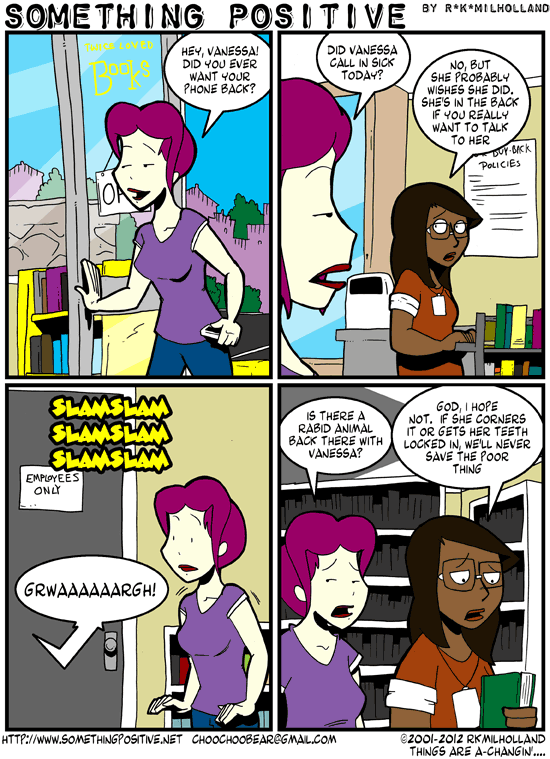 SOMETHING POSITIVE BY R*K*MILHOLLAND
TWICE LOVED
BOOKS
HEY, VANESSA!
DID YOU EVER
WANT YOUR
PHONE BACK?
DID VANESSA
CALL IN SICK
TODAY?
NO, BUT
SHE PROBABLY
WISHES SHE DID.
SHE'S IN THE BACK
IF YOU REALLY
WANT TO TALK
TO HER
BUY-BACK
POLICIES
SLAMSLAM
SLAMSLAM
SLAMSLAM
EMPLOYEES
ONLY
GRWAAAAAARGH!
IS THERE A
RABID ANIMAL
BACK THERE WITH
VANESSA?
GOD, I HOPE
NOT. IF SHE CORNERS
IT OR GETS HER TEETH
LOCKED IN, WE'LL NEVER
SAVE THE POOR
THING
HTTP://WWW.SOMETHINGPOSITIVE.NET CHOOCHOOBEAR@GMAIL.COM
©2001-2012 RKMILHOLLAND
THINGS ARE A-CHANGIN'....